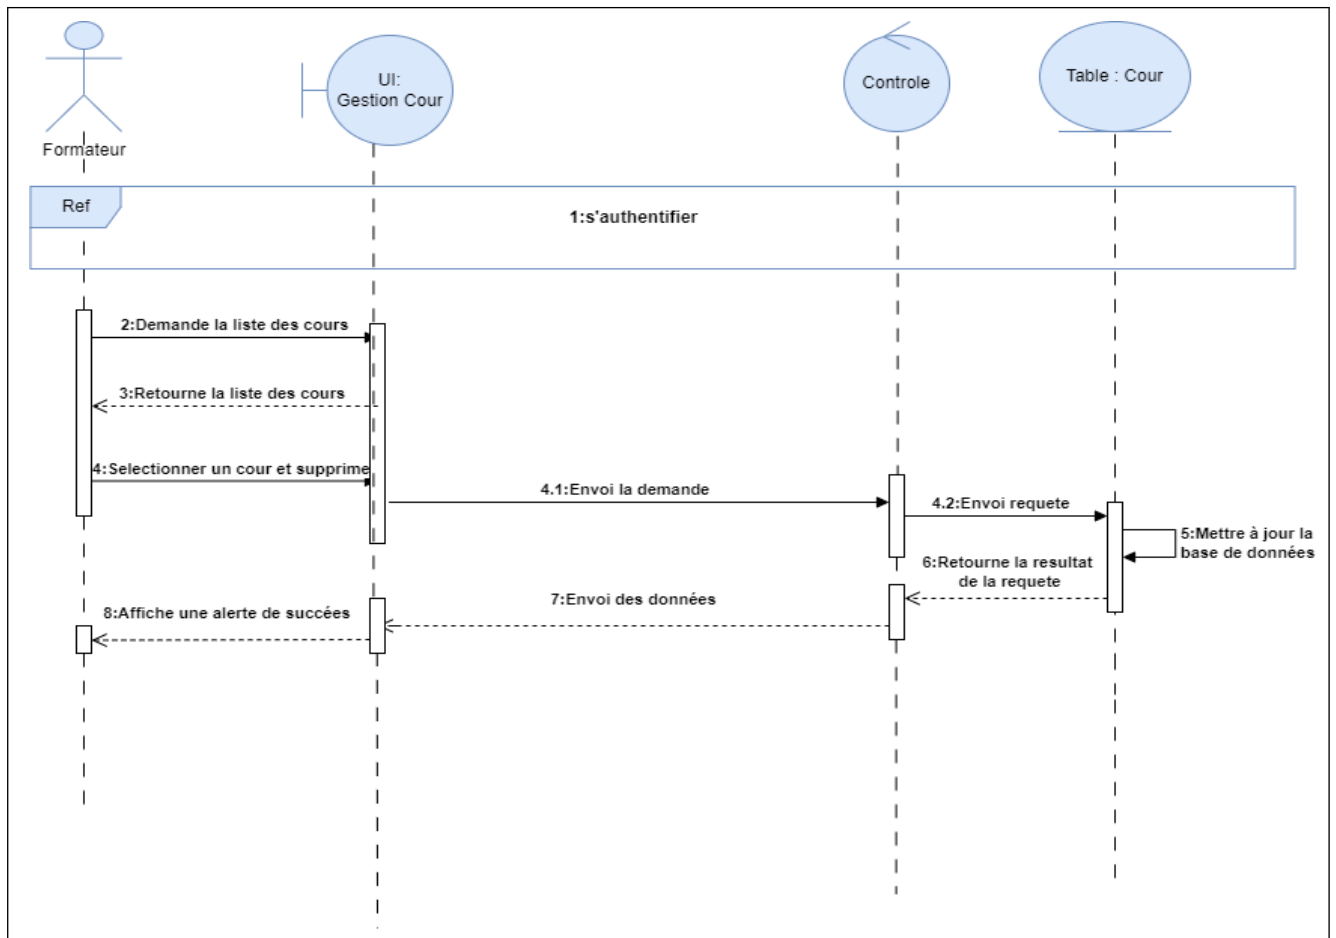 UI:
Gestion Cour
Controle
Table : Cour
Formateur
Ref
1:s'authentifier
2:Demande la liste des cours
3:Retourne la liste des cours
4:Selectionner un cour et supprime
4.1:Envoi la demande
4.2:Envoi requete
5:Mettre à jour la
base de données
6:Retourne la resultat
de la requete
7:Envoi des données
8:Affiche une alerte de succées